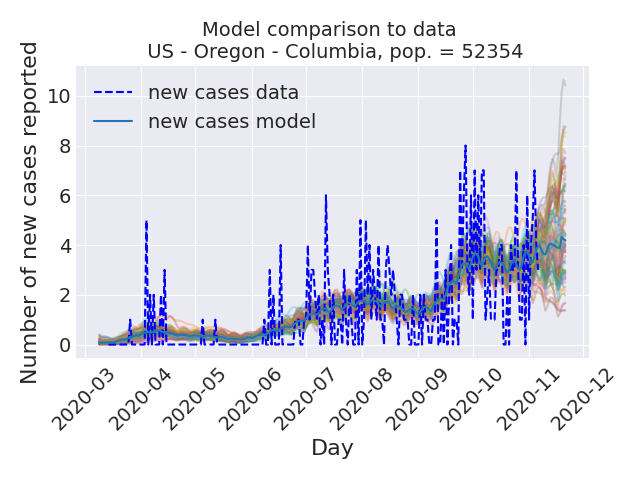 Model comparison to data
US - Oregon - Columbia, pop. = 52354
Number of new cases reported
10
8
6
4
2
0
new cases data
new cases model
2020-03
2020-04
2020-05
2020-06
2020-07
2020-08
2020-09
2020-10
2020-11
2020-12
Day